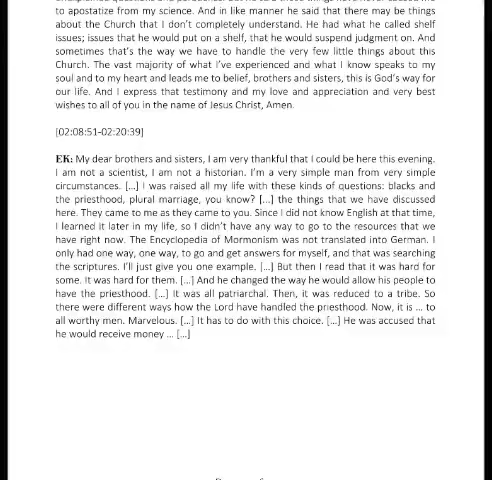 to apostatize from my science. And in like manner he said that there may be things
about the Church that I don't completely understand. He had what he called shelf
issues; issues that he would put on a shelf, that he would suspend judgment on. And
sometimes that's the way we have to handle the very few little things about this
Church. The vast majority of what I've experienced and what I know speaks to my
soul and to my heart and leads me to belief, brothers and sisters, this is God's way for
our life. And I express that testimony and my love and appreciation and very best
wishes to all of you in the name of Jesus Christ, Amen.
[02:08:51-02:20:39]
EK: My dear brothers and sisters, I am very thankful that I could be here this evening.
I am not a scientist, I am not a historian. I'm a very simple man from very simple
circumstances. [...] I was raised all my life with these kinds of questions: blacks and
the priesthood, plural marriage, you know? [...] the things that we have discussed
here. They came to me as they came to you. Since I did not know English at that time,
I learned it later in my life, so I didn't have any way to go to the resources that we
have right now. The Encyclopedia of Mormonism was not translated into German. I
only had one way, one way, to go and get answers for myself, and that was searching
the scriptures. I'll just give you one example. [...] But then I read that it was hard for
some. It was hard for them. [...] And he changed the way he would allow his people to
have the priesthood. [...] It was all patriarchal. Then, it was reduced to a tribe. So
there were different ways how the Lord have handled the priesthood. Now, it is ... to
all worthy men. Marvelous. [...] It has to do with this choice. [...] He was accused that
he would receive money ... [...]